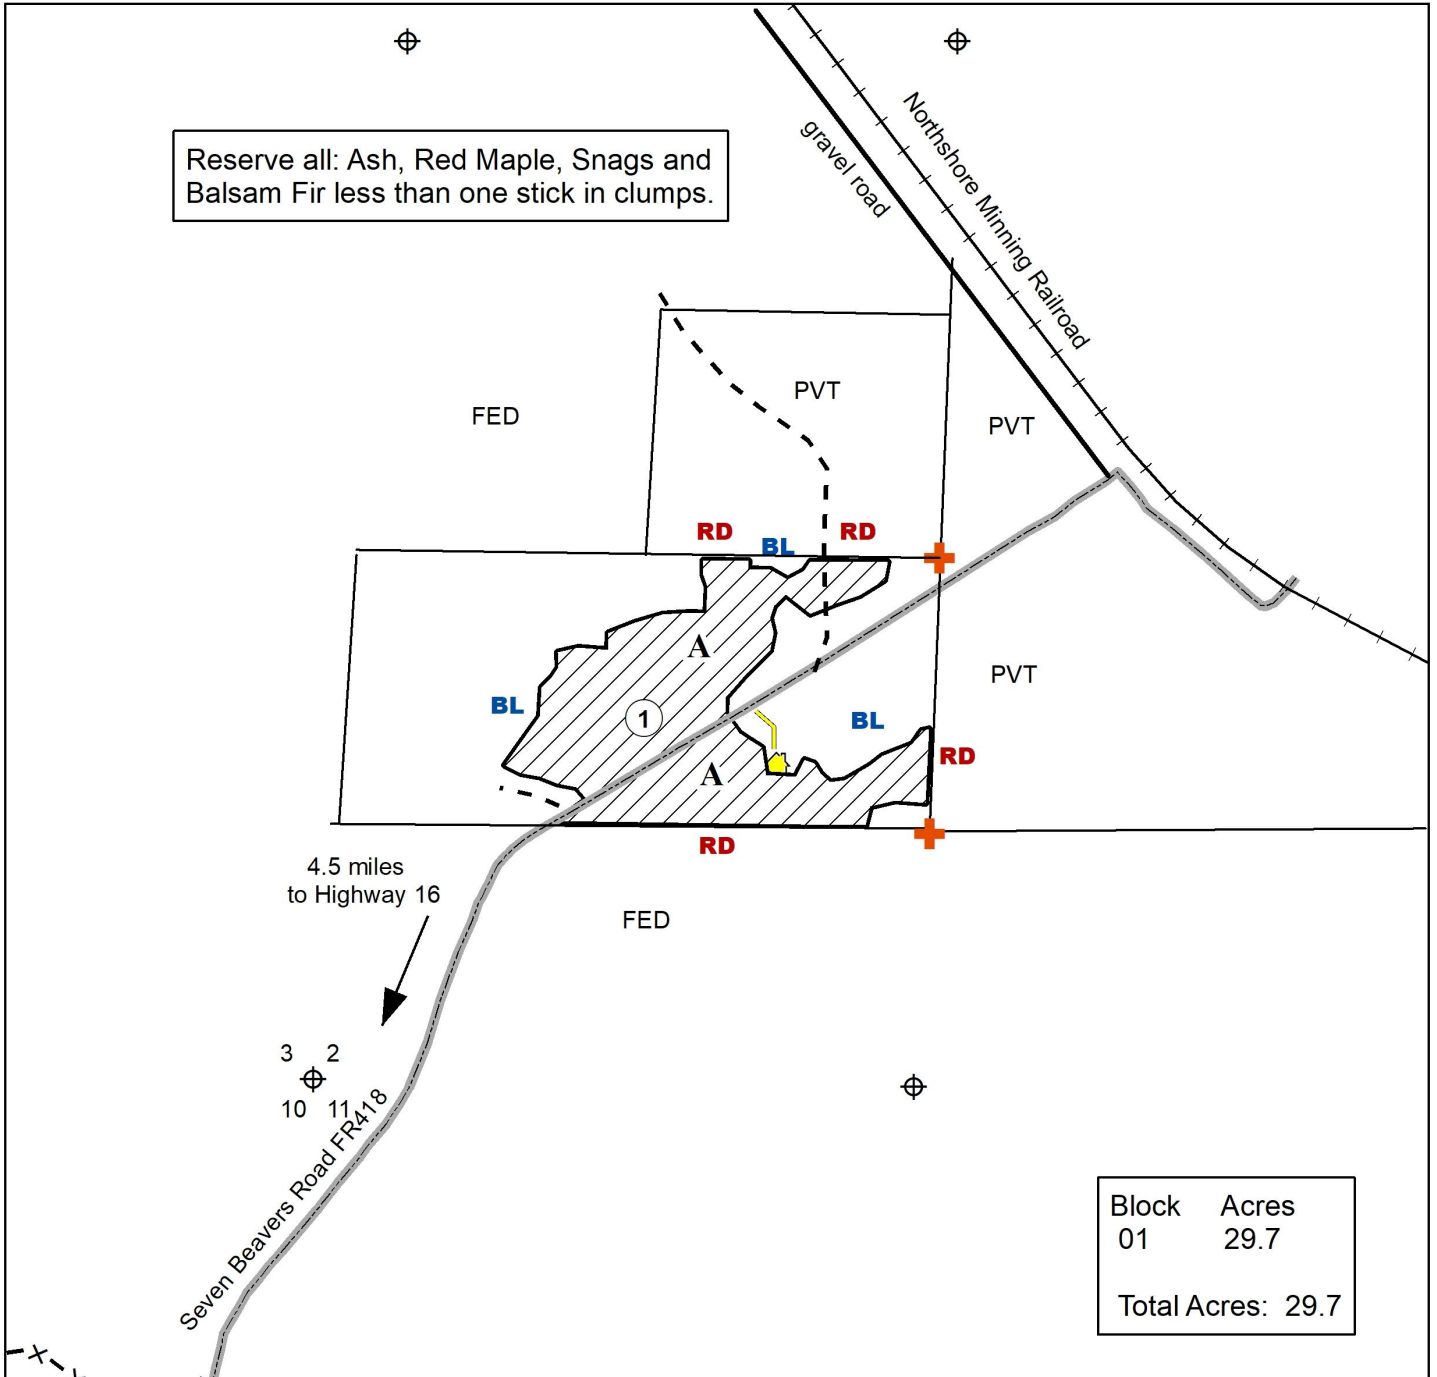 Reserve all: Ash, Red Maple, Snags and
Balsam Fir less than one stick in clumps.
gravel road
Northshore Minning Railroad
FED
PVT
PVT
RD
BL
RD
A
BL
1
PVT
BL
RD
A
RD
4.5 miles
to Highway 16
FED
3 2
10 11
Seven Beavers Road FR418
Block Acres
01 29.7
Total Acres: 29.7